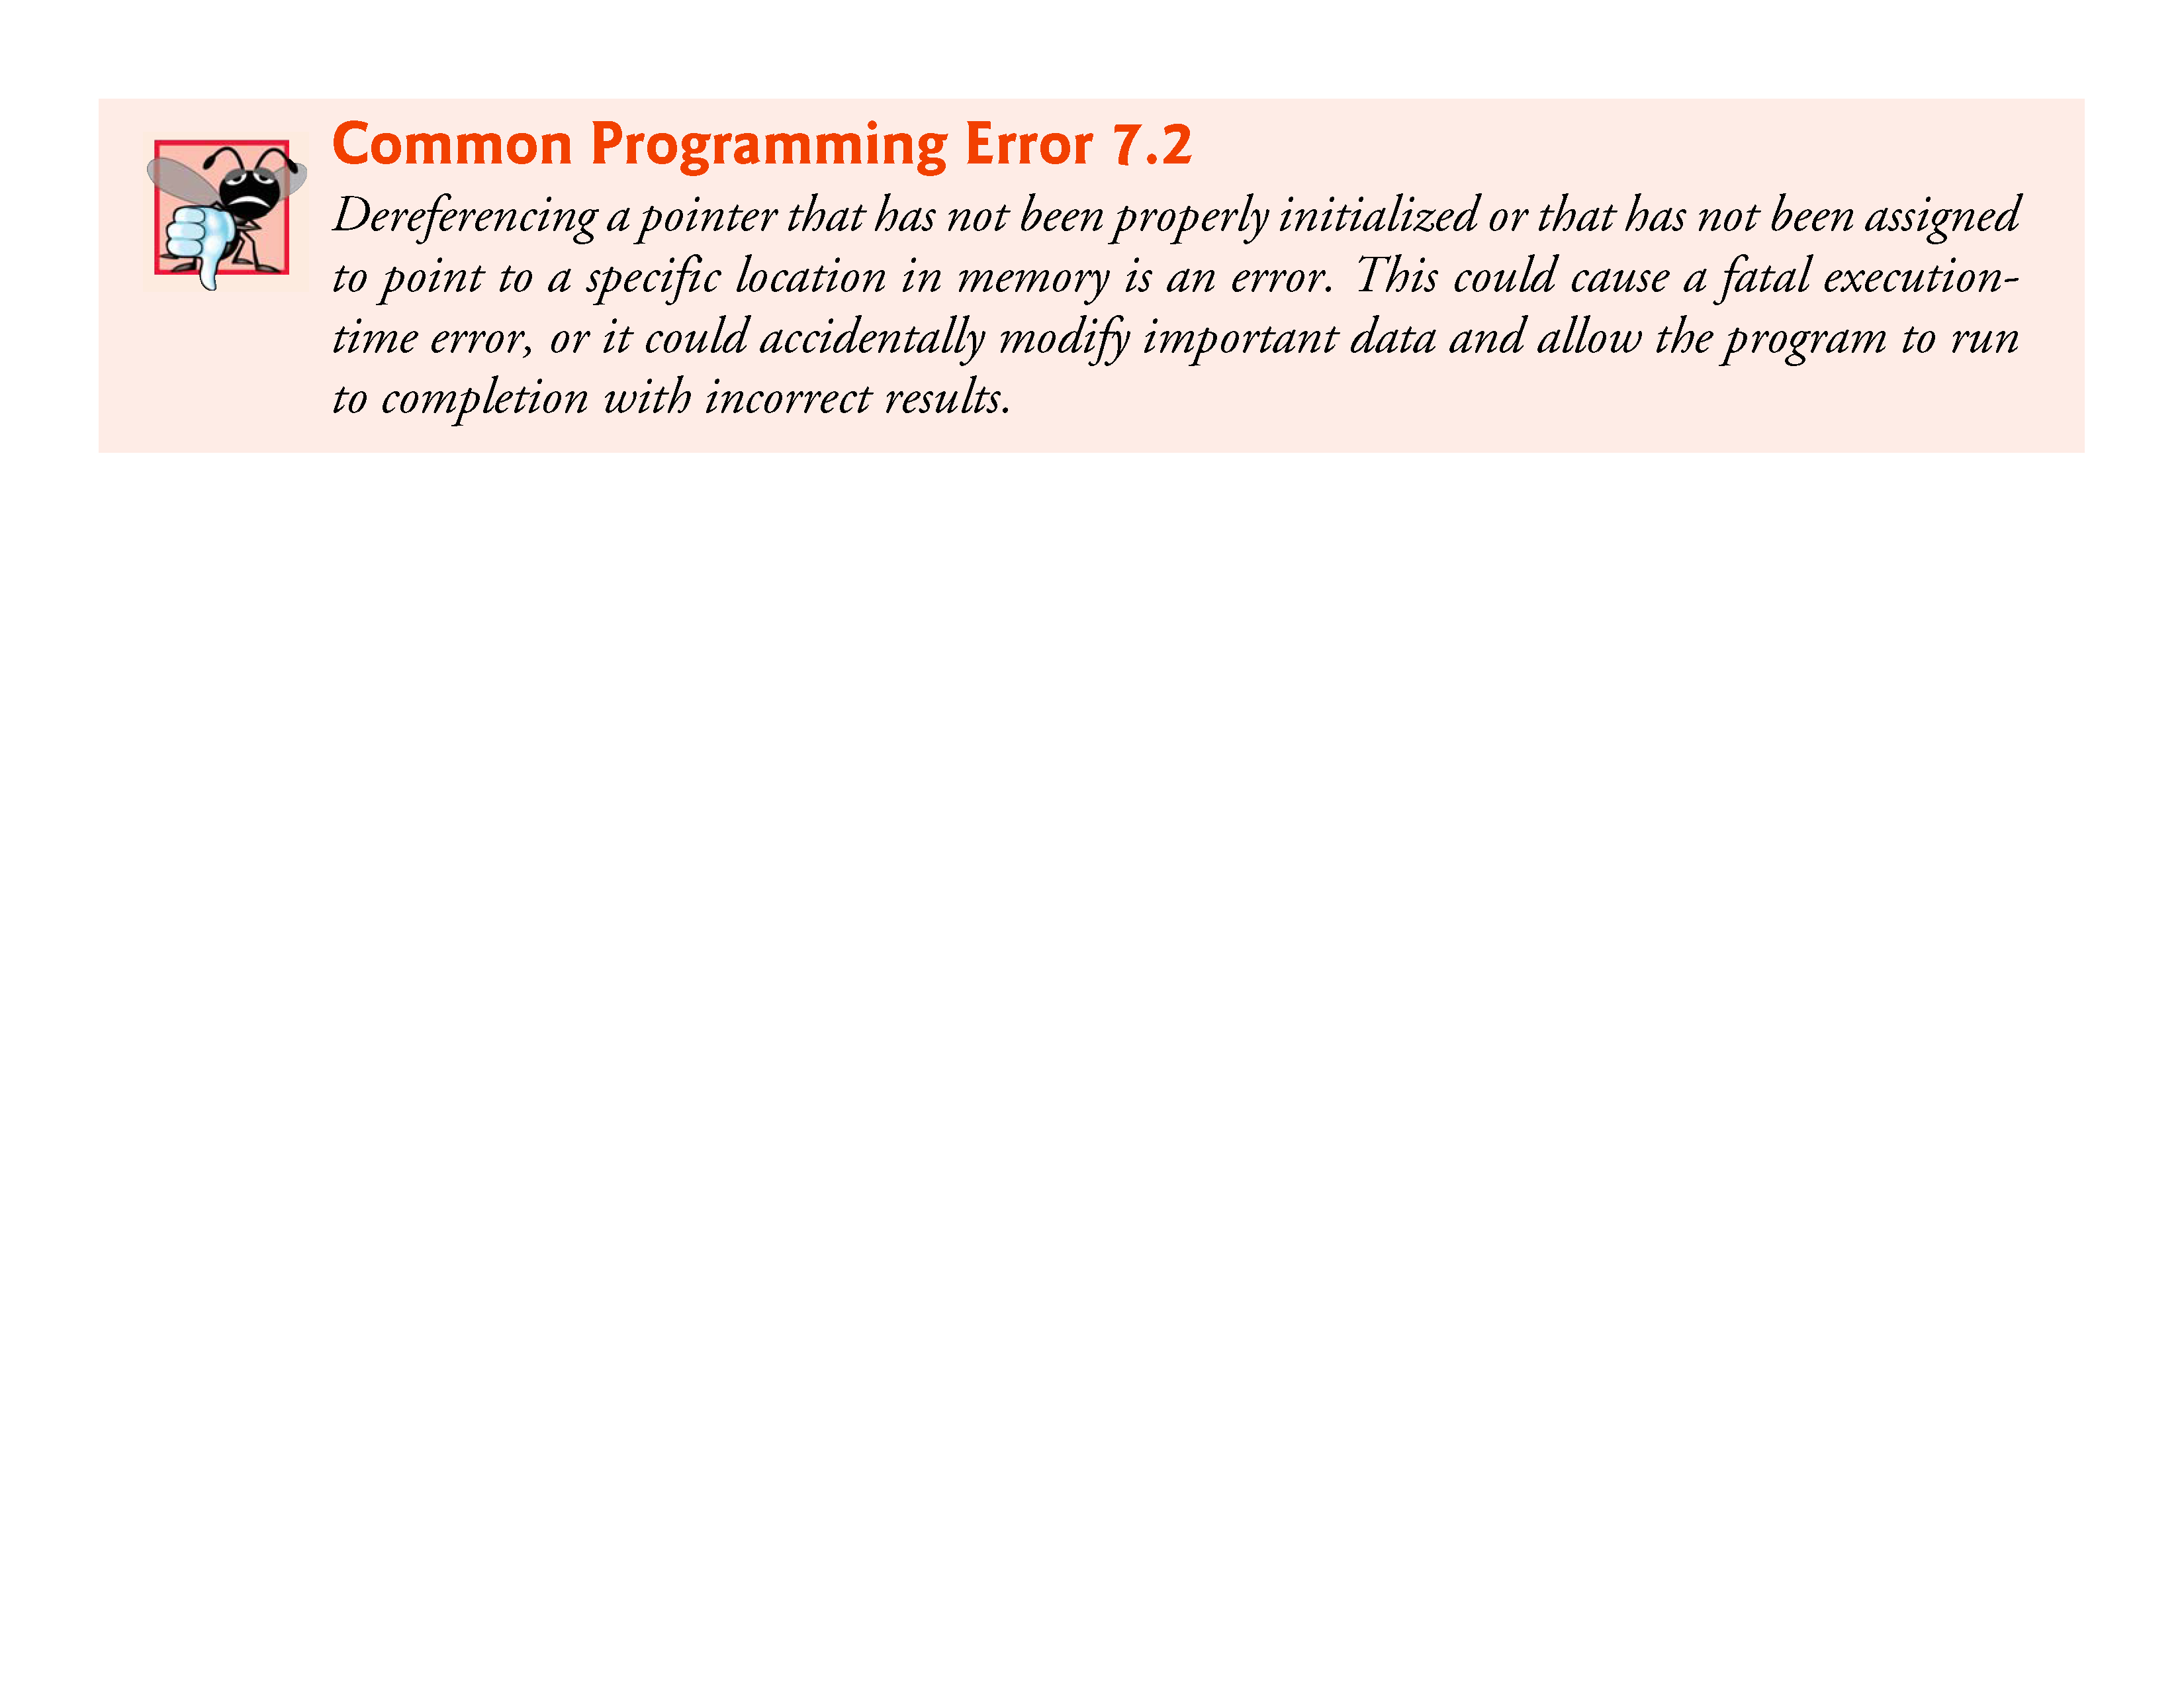 Common Programming Error 7.2
Dereferencing a pointer that has not been properly initialized or that has not been assigned
to point to a specific location in memory is an error. This could cause a fatal execution-
time error, or it could accidentally modify important data and allow the program to run
to completion with incorrect results.